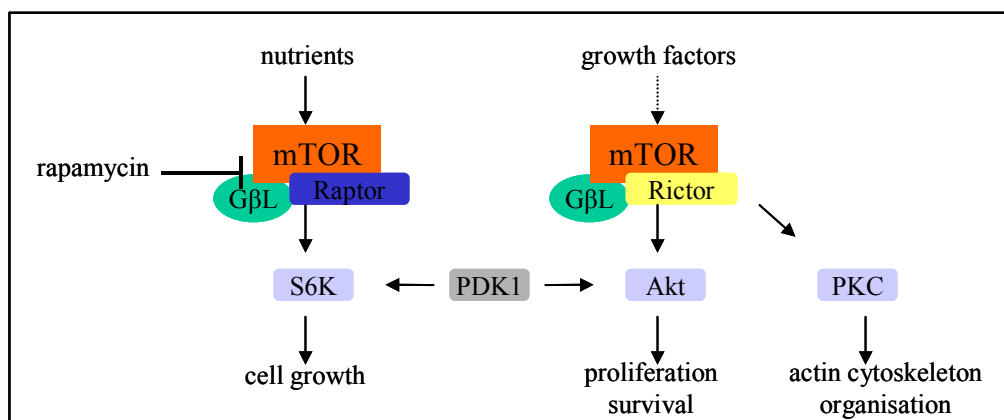 nutrients
growth factors
rapamycin
mTOR
GβL
Raptor
mTOR
GβL
Rictor
S6K
PDK1
Akt
PKC
cell growth
proliferation
survival
actin cytoskeleton
organisation